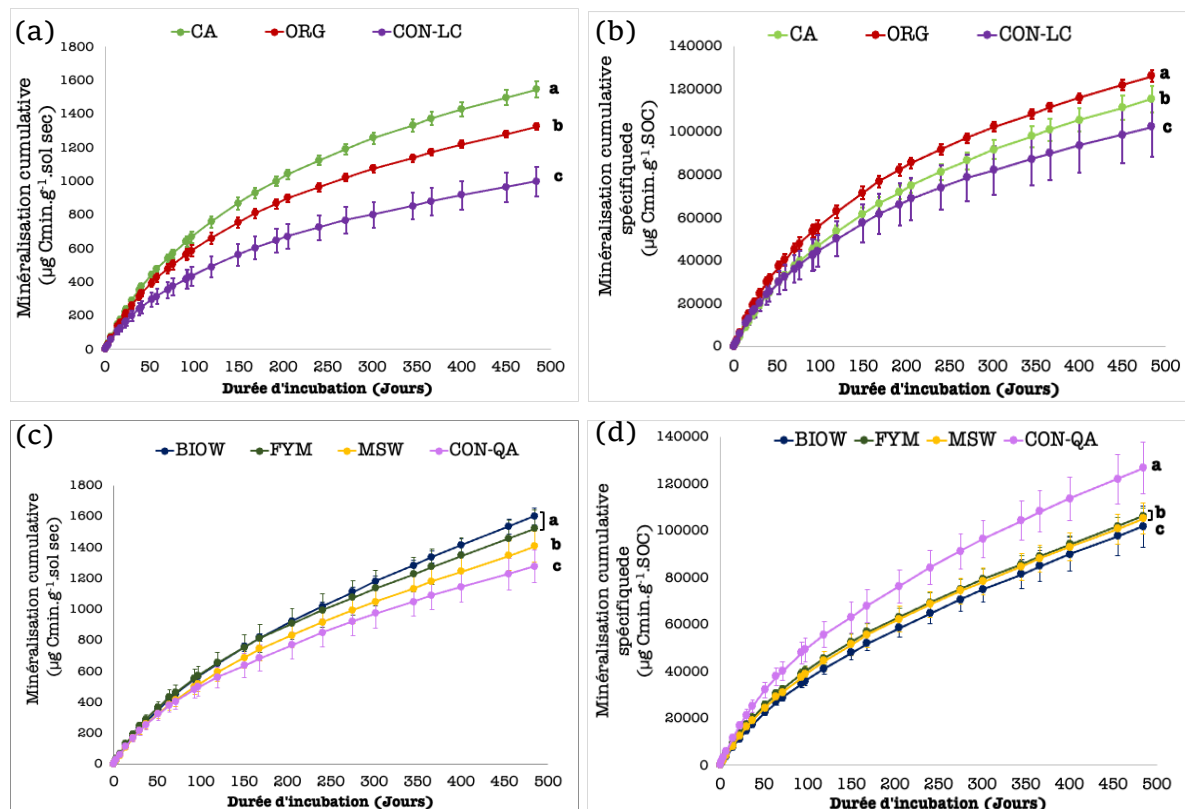 (a)
CA ORG CON-LC
Minéralisation cumulative
(µg Cmin.g⁻¹.sol sec)
1800
1600
1400
1200
1000
800
600
400
200
0
a
b
c
0 50 100 150 200 250 300 350 400 450 500
Durée d'incubation (Jours)
(b)
CA ORG CON-LC
Minéralisation cumulative
spécifiquede
(µg Cmin.g⁻¹.SOC)
140000
120000
100000
80000
60000
40000
20000
0
a
b
c
0 50 100 150 200 250 300 350 400 450 500
Durée d'incubation (Jours)
(c)
BIOW FYM MSW CON-QA
Minéralisation cumulative
(µg Cmin.g⁻¹.sol sec)
1800
1600
1400
1200
1000
800
600
400
200
0
a
b
c
0 50 100 150 200 250 300 350 400 450 500
Durée d'incubation (Jours)
(d)
BIOW FYM MSW CON-QA
Minéralisation cumulative
spécifiquede
(µg Cmin.g⁻¹.SOC)
140000
120000
100000
80000
60000
40000
20000
0
a
b
c
0 50 100 150 200 250 300 350 400 450 500
Durée d'incubation (Jours)